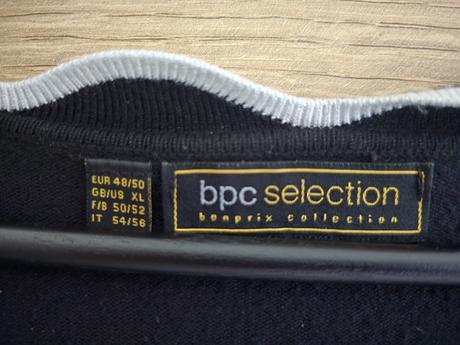 EUR 48/50
GB/US XL
F/B 50/52
IT 54/56
bpc selection
bonprix collection